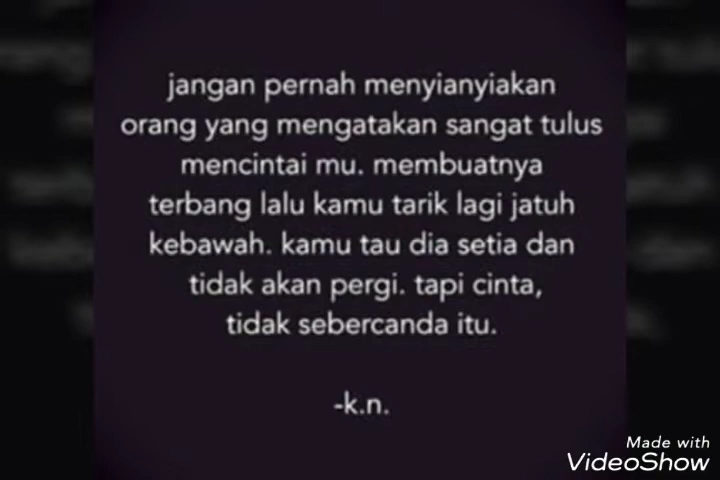 jangan pernah menyianyiakan
orang yang mengatakan sangat tulus
mencintai mu. membuatnya
terbang lalu kamu tarik lagi jatuh
kebawah. kamu tau dia setia dan
tidak akan pergi. tapi cinta,
tidak sebercanda itu.
-k.n.
Made with
VideoShow